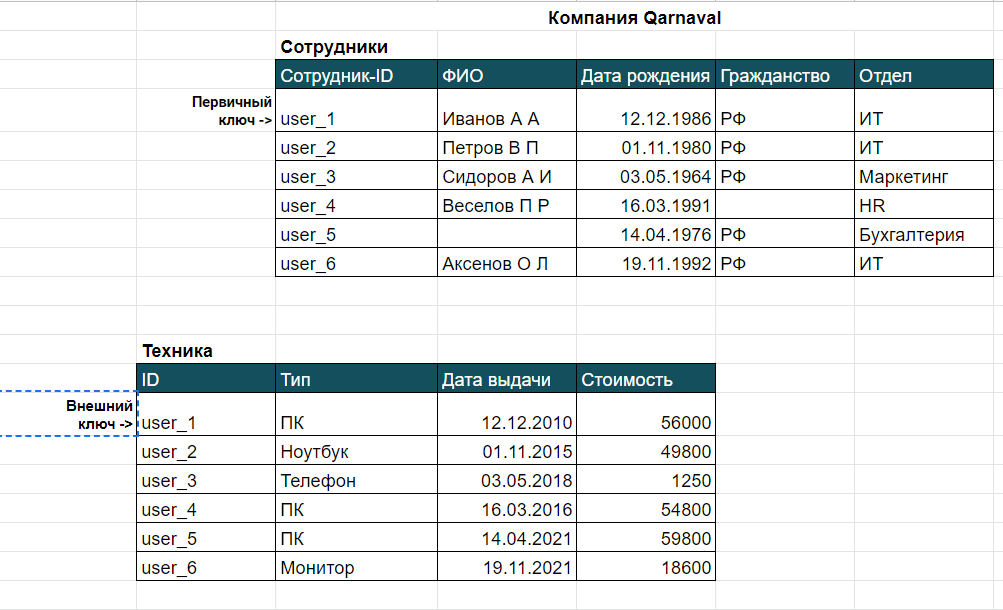 Компания Qarnaval
Сотрудники
Сотрудник-ID ФИО Дата рождения Гражданство Отдел
Первичный
ключ -> user_1 Иванов А А 12.12.1986 РФ ИТ
user_2 Петров В П 01.11.1980 РФ ИТ
user_3 Сидоров А И 03.05.1964 РФ Маркетинг
user_4 Веселов П Р 16.03.1991 HR
user_5 14.04.1976 РФ Бухгалтерия
user_6 Аксенов О Л 19.11.1992 РФ ИТ
Техника
ID Тип Дата выдачи Стоимость
Внешний
ключ -> user_1 ПК 12.12.2010 56000
user_2 Ноутбук 01.11.2015 49800
user_3 Телефон 03.05.2018 1250
user_4 ПК 16.03.2016 54800
user_5 ПК 14.04.2021 59800
user_6 Монитор 19.11.2021 18600